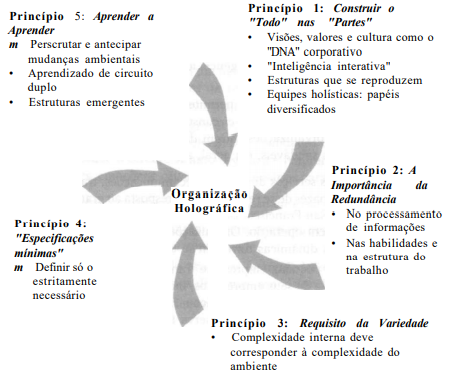 Princípio 5: Aprender a
Aprender
m Perscrutar e antecipar
mudanças ambientais
• Aprendizado de circuito
duplo
• Estruturas emergentes
Princípio 1: Construir o
"Todo" nas "Partes"
• Visões, valores e cultura como o
"DNA" corporativo
• "Inteligência interativa"
• Estruturas que se reproduzem
• Equipes holísticas: papéis
diversificados
Organização
Holográfica
Princípio 2: A
Importância da
Redundância
• No processamento
de informações
• Nas habilidades e
na estrutura do
trabalho
Princípio 4:
"Especificações
mínimas"
m Definir só o
estritamente
necessário
Princípio 3: Requisito da Variedade
• Complexidade interna deve
corresponder à complexidade do
ambiente